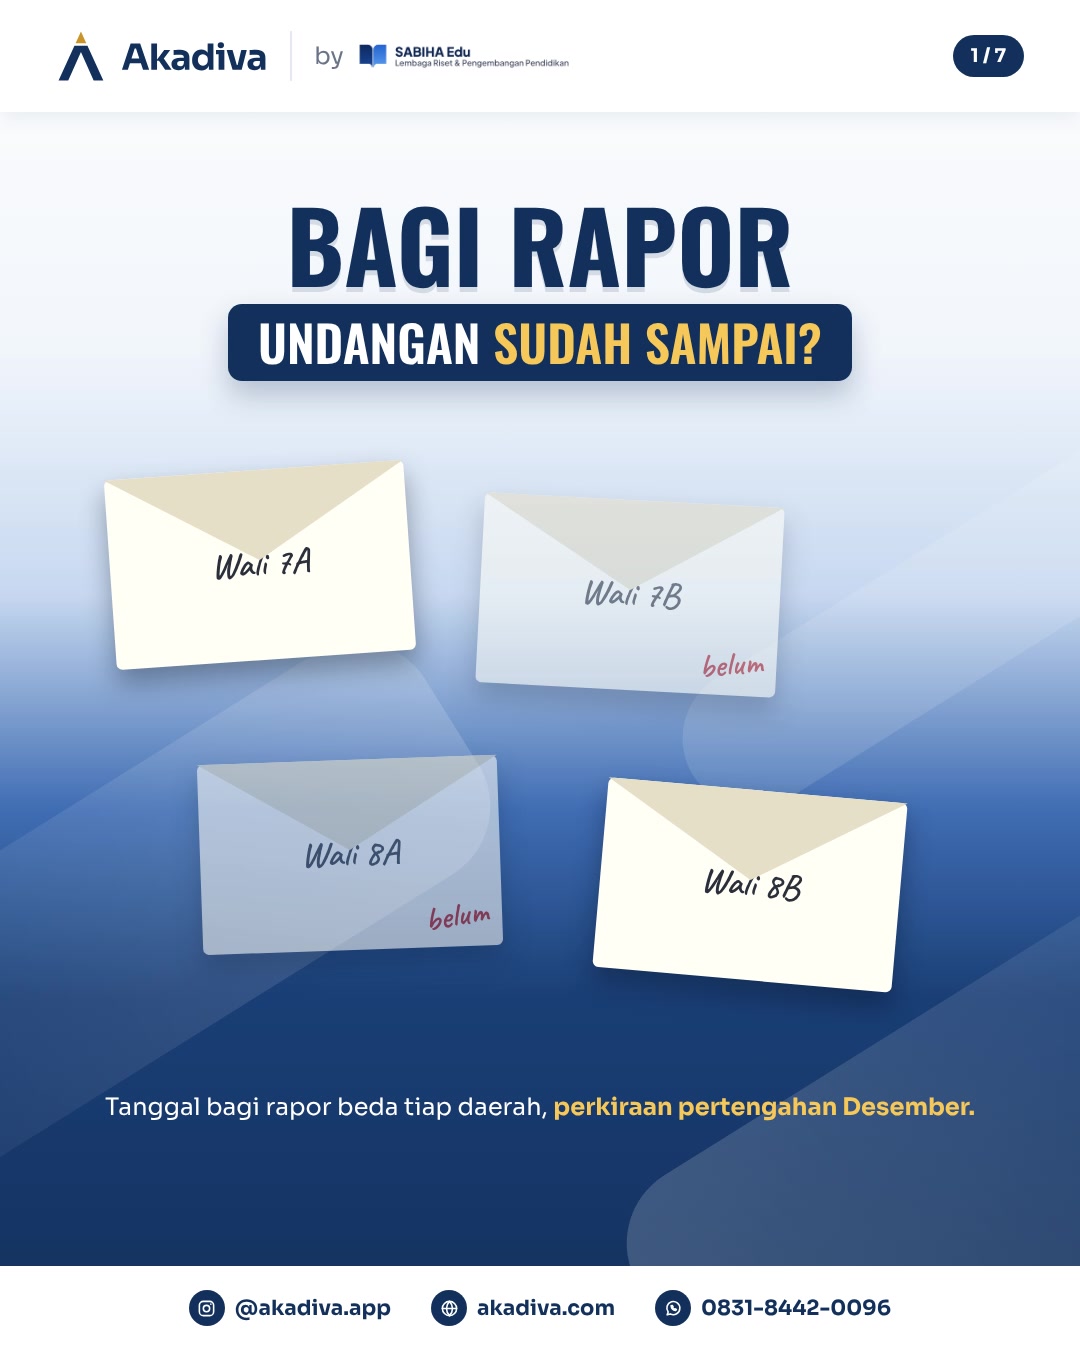 Akadiva
by
SABIHA Edu
Lembaga Riset & Pengembangan Pendidikan
1 / 7
BAGI RAPOR
UNDANGAN SUDAH SAMPAI?
Wali 7A
Wali 7B
belum
Wali 8A
belum
Wali 8B
Tanggal bagi rapor beda tiap daerah, perkiraan pertengahan Desember.
@akadiva.app
akadiva.com
0831-8442-0096